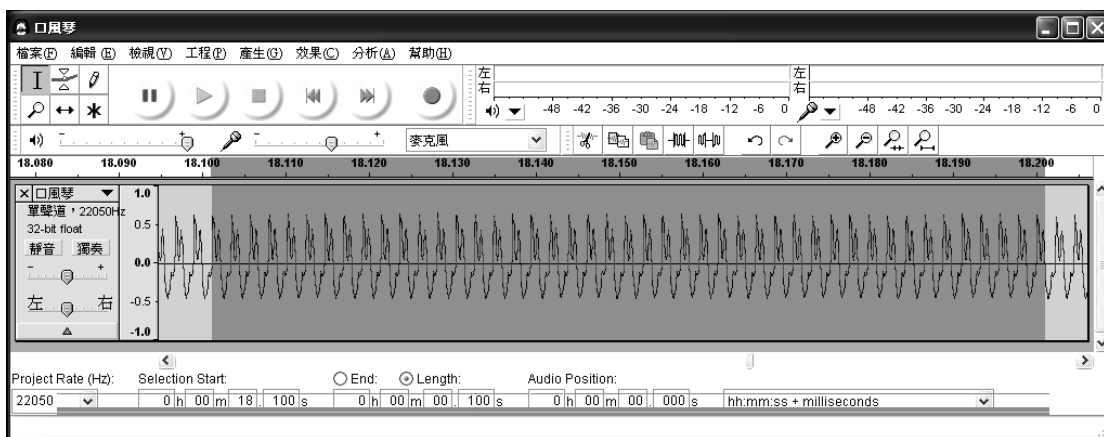 口風琴
檔案(F) 編輯(E) 檢視(V) 工程(P) 產生(G) 效果(C) 分析(A) 幫助(H)
左
右
-48 -42 -36 -30 -24 -18 -12 -6 0
左
右
-48 -42 -36 -30 -24 -18 -12 -6 0
- +
- +
麥克風
18.080 18.090 18.100 18.110 18.120 18.130 18.140 18.150 18.160 18.170 18.180 18.190 18.200
口風琴
單聲道,22050Hz
32-bit float
靜音 獨奏
- +
左 右
1.0
0.5
0.0
-0.5
-1.0
Project Rate (Hz): Selection Start: End: Length: Audio Position:
22050 0 h 00 m 18 . 100 s 0 h 00 m 00 . 100 s 0 h 00 m 00 . 000 s hh:mm:ss + milliseconds